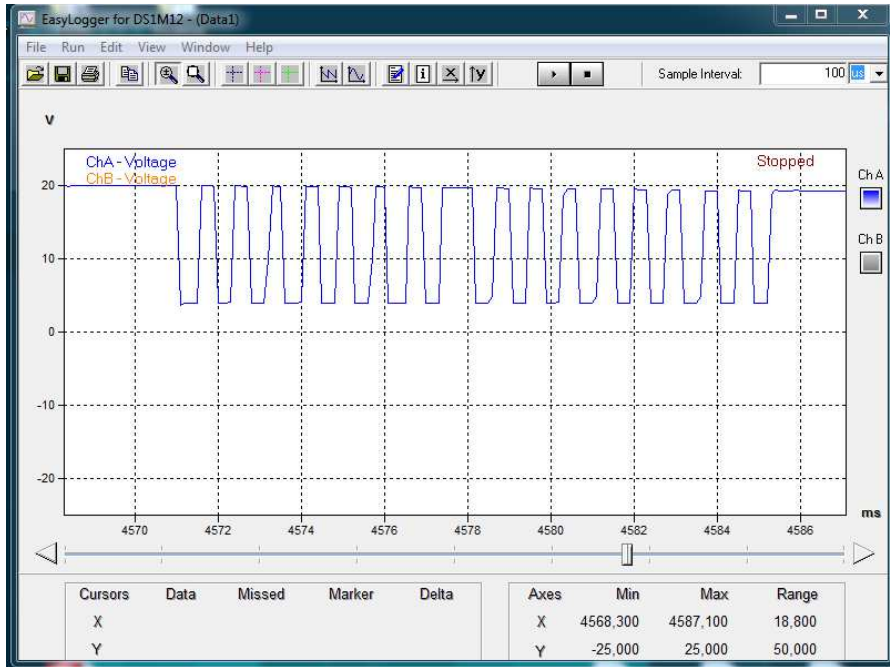 EasyLogger for DS1M12 - (Data1)
File Run Edit View Window Help
Sample Interval: 100 us
V
ChA - Voltage Stopped
ChB - Voltage
Ch A
Ch B
20
10
0
-10
-20
ms
4570 4572 4574 4576 4578 4580 4582 4584 4586
Cursors Data Missed Marker Delta Axes Min Max Range
X X 4568,300 4587,100 18,800
Y Y -25,000 25,000 50,000